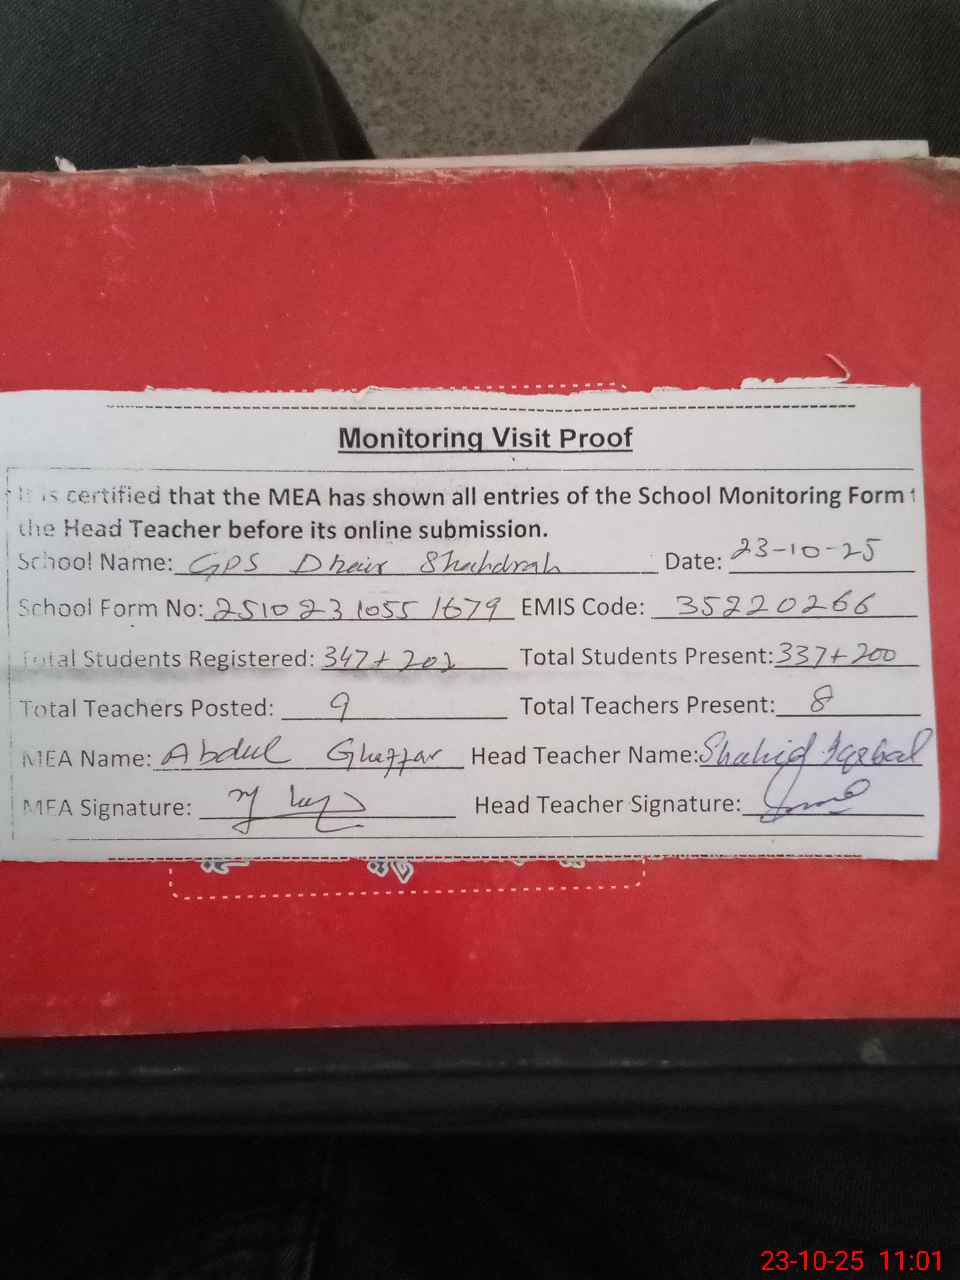 Monitoring Visit Proof
It is certified that the MEA has shown all entries of the School Monitoring Form t
the Head Teacher before its online submission.
School Name: GPS Dhair Shahdrah Date: 23-10-25
School Form No: 2510231055 1679 EMIS Code: 35220266
Total Students Registered: 347+202 Total Students Present: 337+200
Total Teachers Posted: 9 Total Teachers Present: 8
MEA Name: Abdul Ghaffar Head Teacher Name: Shahid Iqbal
MEA Signature: Head Teacher Signature:
23-10-25 11:01